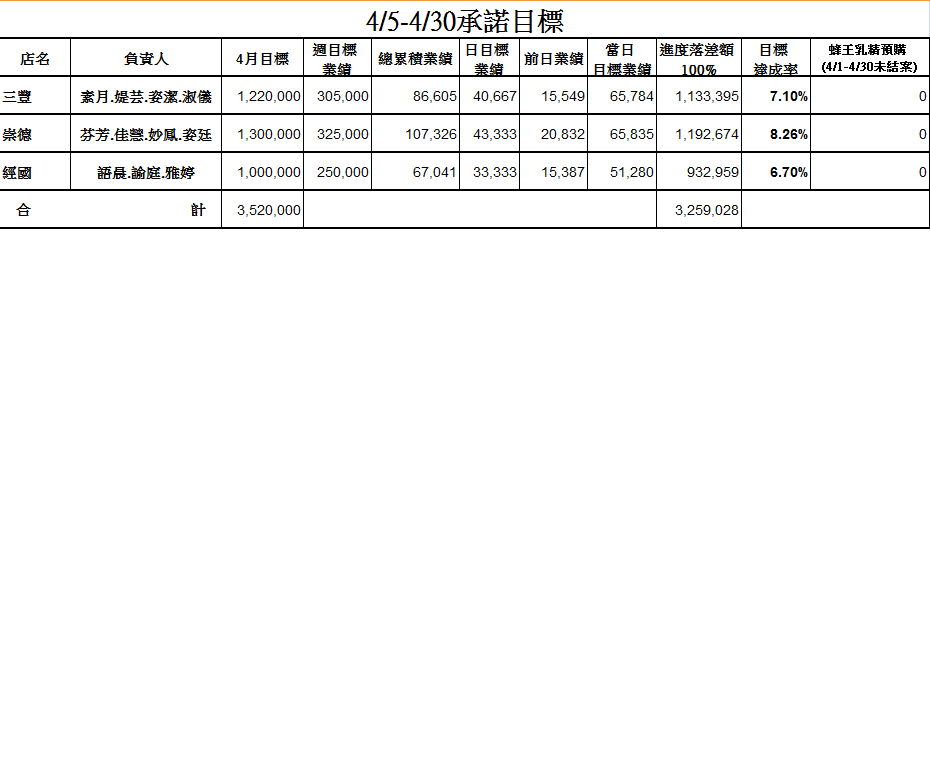 4/5-4/30承諾目標
店名 負責人 4月目標 週目標業績 總累積業績 日目標業績 前日業績 當日目標業績 進度落差額100% 目標達成率 蜂王乳精預購(4/1-4/30未結案)
三豐 素月.媞芸.姿潔.淑儀 1,220,000 305,000 86,605 40,667 15,549 65,784 1,133,395 7.10% 0
崇德 芬芳.佳慧.妙鳳.姿廷 1,300,000 325,000 107,326 43,333 20,832 65,835 1,192,674 8.26% 0
經國 語晨.諭庭.雅婷 1,000,000 250,000 67,041 33,333 15,387 51,280 932,959 6.70% 0
合 計 3,520,000 3,259,028